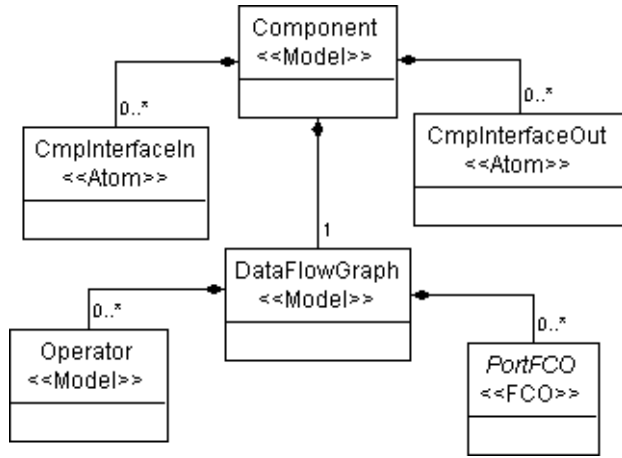 Component
<<Model>>
0..*
0..*
CmpInterfaceIn
<<Atom>>
CmpInterfaceOut
<<Atom>>
1
DataFlowGraph
<<Model>>
0..*
0..*
Operator
<<Model>>
PortFCO
<<FCO>>